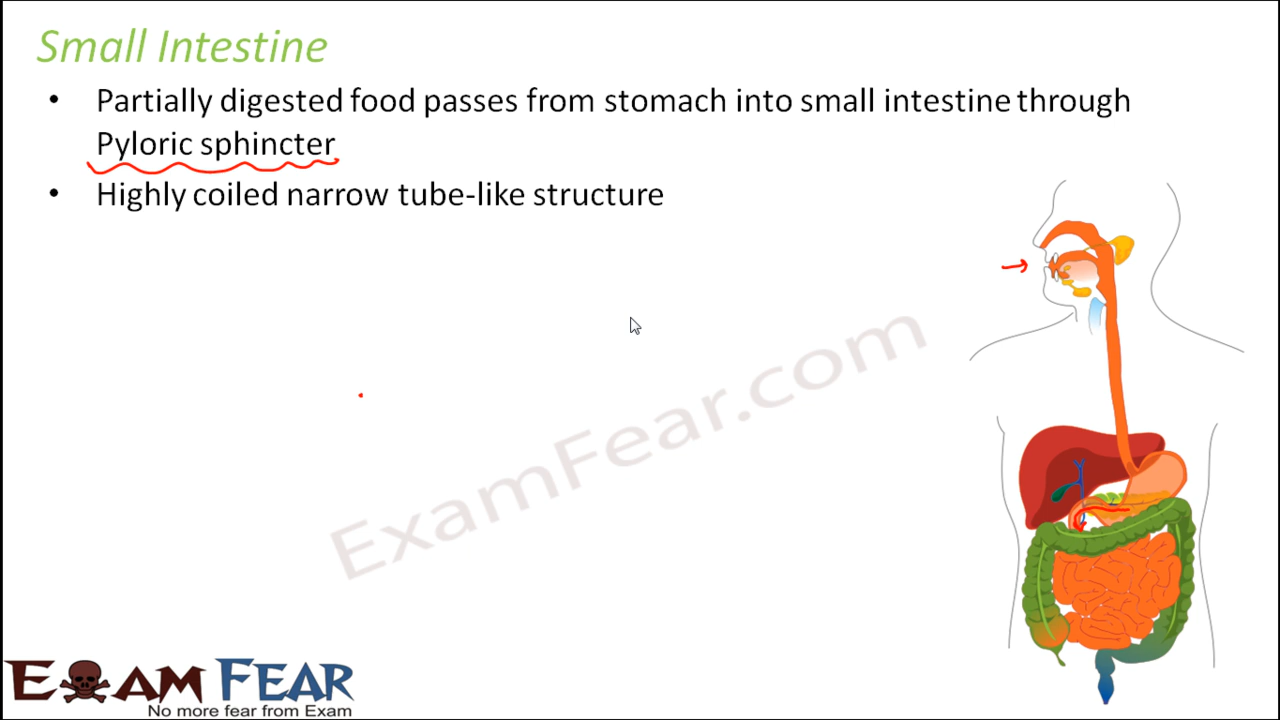 Small Intestine
• Partially digested food passes from stomach into small intestine through
Pyloric sphincter
• Highly coiled narrow tube-like structure
ExamFear.com
EXAM FEAR
No more fear from Exam